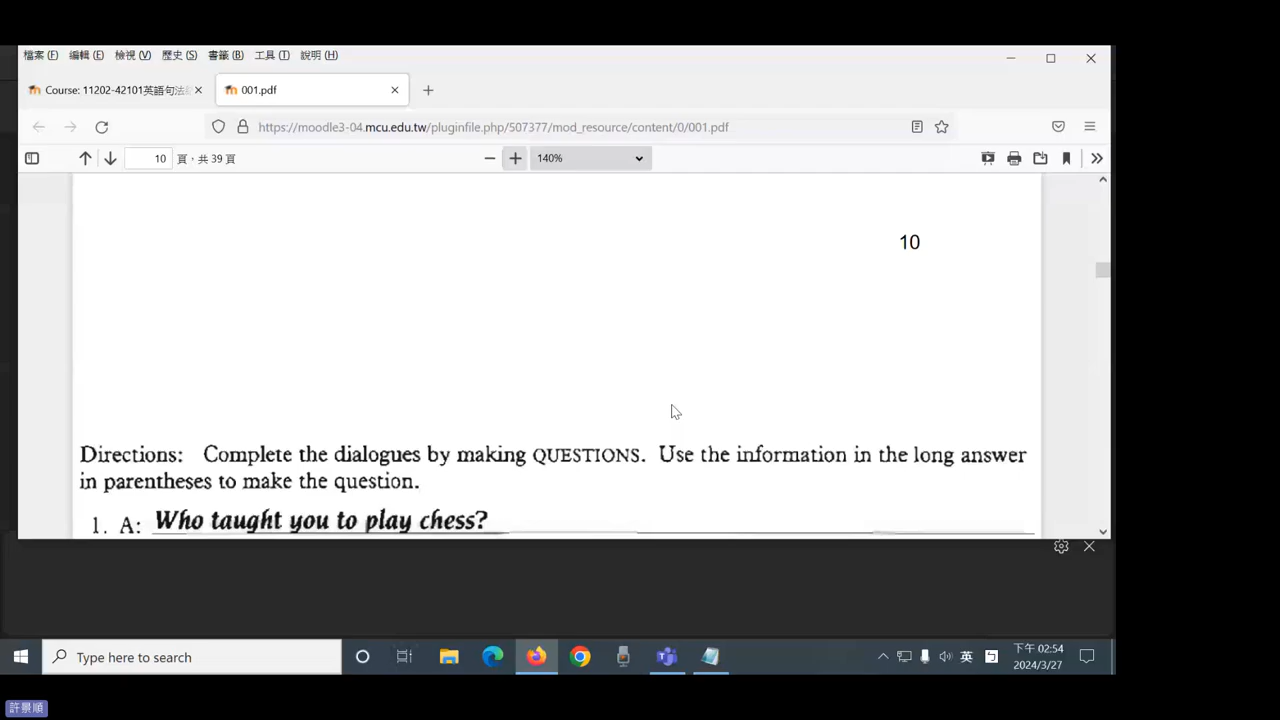 檔案(F) 編輯(E) 檢視(V) 歷史(S) 書籤(B) 工具(T) 說明(H)
Course: 11202-42101英語句法
001.pdf
https://moodle3-04.mcu.edu.tw/pluginfile.php/507377/mod_resource/content/0/001.pdf
10 頁，共 39 頁
140%
10
Directions: Complete the dialogues by making QUESTIONS. Use the information in the long answer
in parentheses to make the question.
1. A: Who taught you to play chess?
Type here to search
英
下午 02:54
2024/3/27
許景順